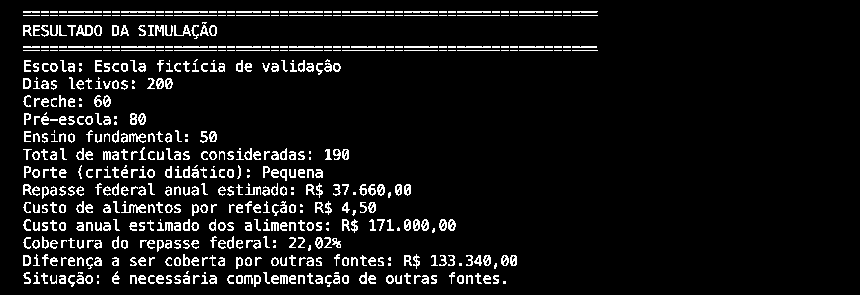 ================================================================
RESULTADO DA SIMULAÇÃO
================================================================
Escola: Escola fictícia de validação
Dias letivos: 200
Creche: 60
Pré-escola: 80
Ensino fundamental: 50
Total de matrículas consideradas: 190
Porte (critério didático): Pequena
Repasse federal anual estimado: R$ 37.660,00
Custo de alimentos por refeição: R$ 4,50
Custo anual estimado dos alimentos: R$ 171.000,00
Cobertura do repasse federal: 22,02%
Diferença a ser coberta por outras fontes: R$ 133.340,00
Situação: é necessária complementação de outras fontes.